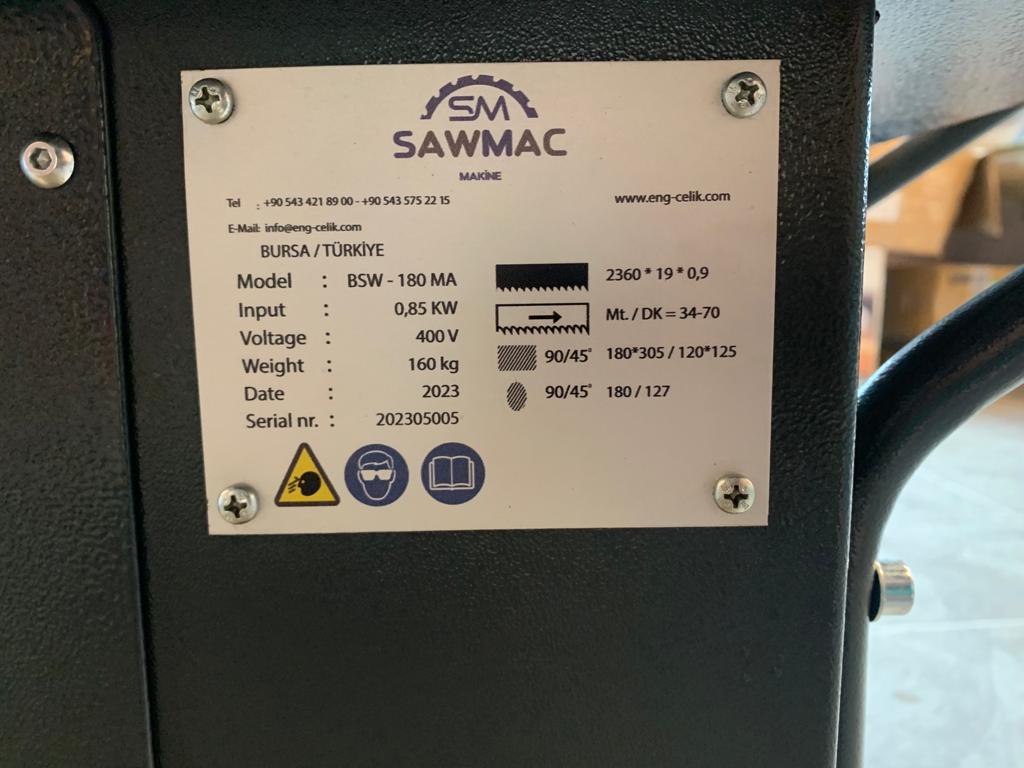 SM
SAWMAC
MAKİNE
Tel : +90 543 421 89 00 - +90 543 575 22 15
www.eng-celik.com
E-Mail: info@eng-celik.com
BURSA / TÜRKİYE
Model : BSW - 180 MA
Input : 0,85 KW
Voltage : 400 V
Weight : 160 kg
Date : 2023
Serial nr. : 202305005
2360 * 19 * 0,9
Mt. / DK = 34-70
90/45° 180*305 / 120*125
90/45° 180 / 127